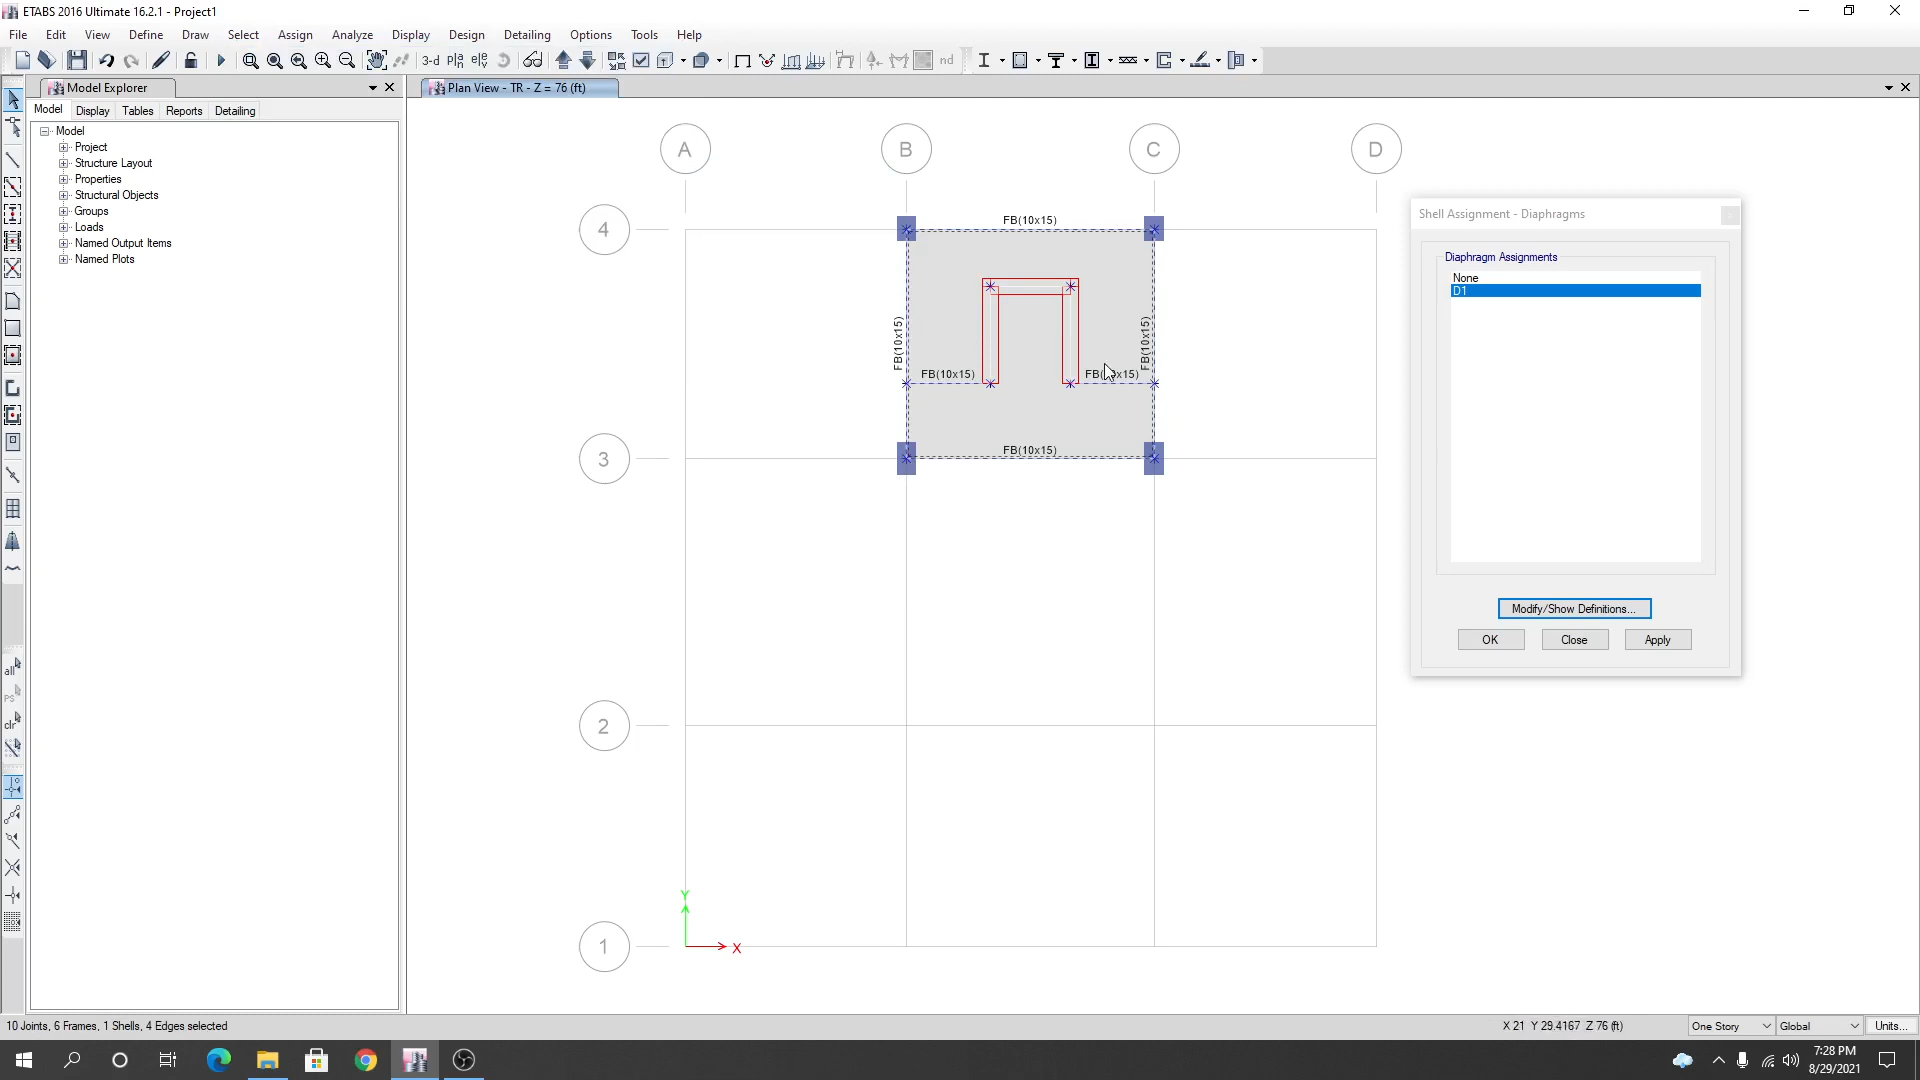 ETABS 2016 Ultimate 16.2.1 - Project1
File Edit View Define Draw Select Assign Analyze Display Design Detailing Options Tools Help
3-d nd
Model Explorer
Plan View - TR - Z = 76 (ft)
Model Display Tables Reports Detailing
Model
Project
Structure Layout
Properties
Structural Objects
Groups
Loads
Named Output Items
Named Plots
A B C D
4
3
2
1
FB(10x15)
FB(10x15)
FB(10x15)
FB(10x15)
FB(10x15)
FB(10x15)
Y
X
Shell Assignment - Diaphragms
Diaphragm Assignments
None
D1
Modify/Show Definitions...
OK Close Apply
all
ps
clr
10 Joints, 6 Frames, 1 Shells, 4 Edges selected
X 21 Y 29.4167 Z 76 (ft)
One Story Global Units...
7:28 PM
8/29/2021